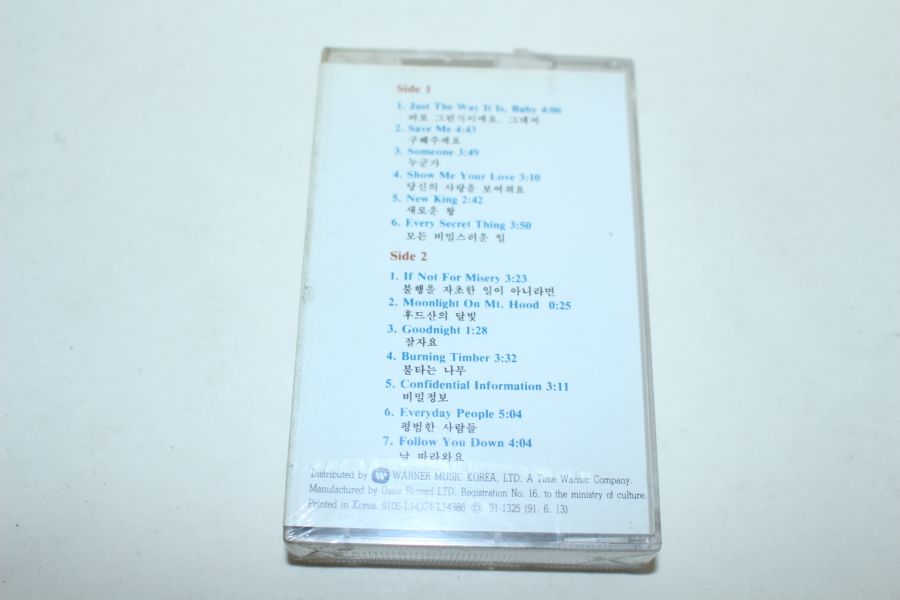 Side 1
1. Just The Way It Is, Baby 4:06
바로 그런식이에요, 그대여
2. Save Me 4:43
구해주세요
3. Someone 3:49
누군가
4. Show Me Your Love 3:10
당신의 사랑을 보여줘요
5. New King 2:42
새로운 왕
6. Every Secret Thing 3:50
모든 비밀스러운 일
Side 2
1. If Not For Misery 3:23
불행을 자초한 일이 아니라면
2. Moonlight On Mt. Hood 0:25
후드산의 달빛
3. Goodnight 1:28
잘자요
4. Burning Timber 3:32
불타는 나무
5. Confidential Information 3:11
비밀정보
6. Everyday People 5:04
평범한 사람들
7. Follow You Down 4:04
날 따라와요
Distributed by WARNER MUSIC KOREA, LTD. A Time Warner Company.
Manufactured by Oasis Record LTD. Registration No. 16. to the ministry of culture.
Printed in Korea. 9106-L14374-L14386 ⓟ 91-1325 (91. 6. 13)